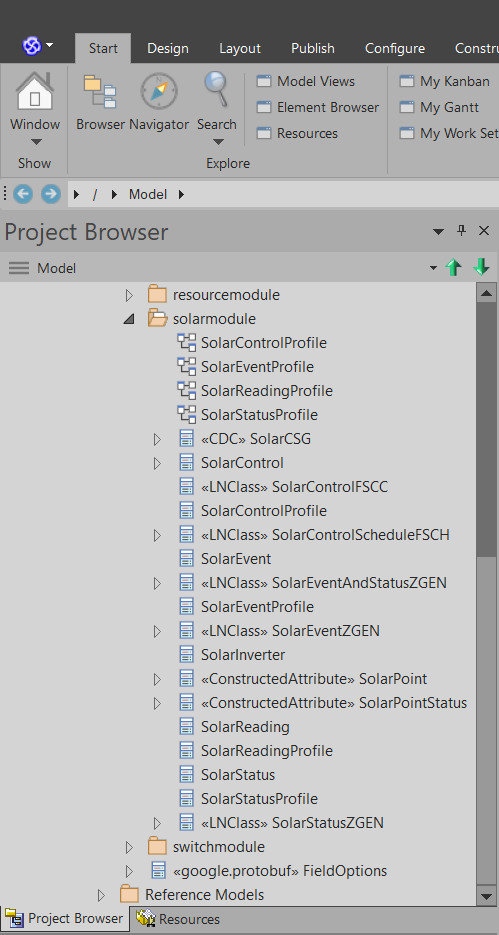 Start Design Layout Publish Configure Constru
Window Browser Navigator Search Model Views My Kanban
Element Browser My Gantt
Resources My Work Set
Show Explore
/ Model
Project Browser
Model
resourcemodule
solarmodule
SolarControlProfile
SolarEventProfile
SolarReadingProfile
SolarStatusProfile
«CDC» SolarCSG
SolarControl
«LNClass» SolarControlFSCC
SolarControlProfile
«LNClass» SolarControlScheduleFSCH
SolarEvent
«LNClass» SolarEventAndStatusZGEN
SolarEventProfile
«LNClass» SolarEventZGEN
SolarInverter
«ConstructedAttribute» SolarPoint
«ConstructedAttribute» SolarPointStatus
SolarReading
SolarReadingProfile
SolarStatus
SolarStatusProfile
«LNClass» SolarStatusZGEN
switchmodule
«google.protobuf» FieldOptions
Reference Models
Project Browser Resources